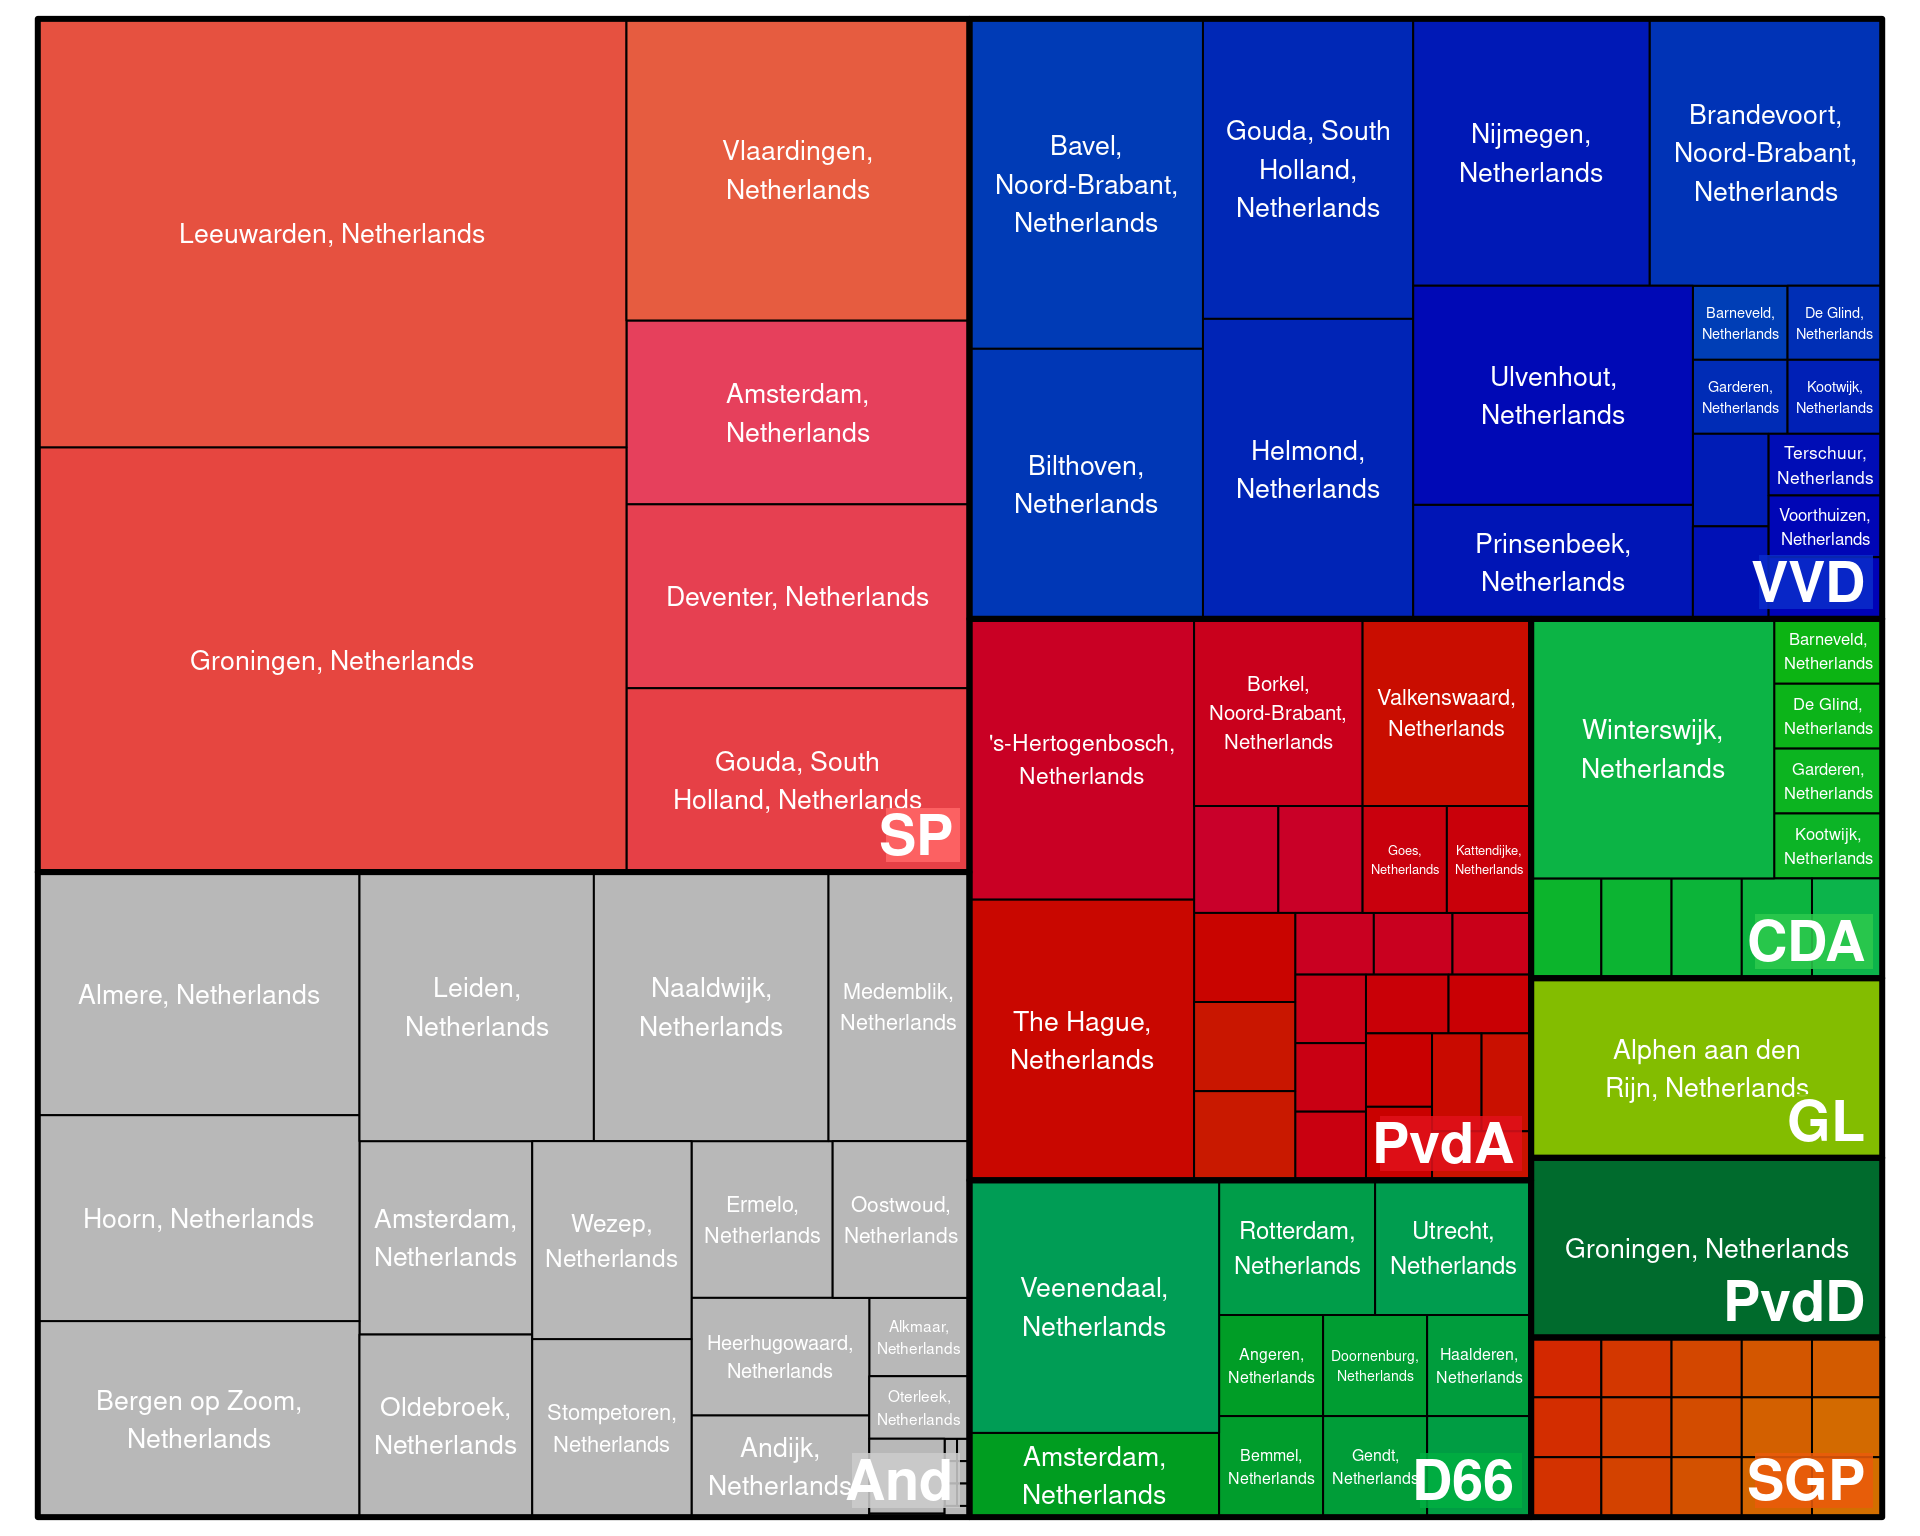 Leeuwarden, Netherlands
Vlaardingen,
Netherlands
Amsterdam,
Netherlands
Deventer, Netherlands
Groningen, Netherlands
Gouda, South
Holland, Netherlands
SP
Bavel,
Noord-Brabant,
Netherlands
Gouda, South
Holland,
Netherlands
Nijmegen,
Netherlands
Brandevoort,
Noord-Brabant,
Netherlands
Bilthoven,
Netherlands
Helmond,
Netherlands
Ulvenhout,
Netherlands
Prinsenbeek,
Netherlands
Barneveld,
Netherlands
De Glind,
Netherlands
Garderen,
Netherlands
Kootwijk,
Netherlands
Terschuur,
Netherlands
Voorthuizen,
Netherlands
VVD
's-Hertogenbosch,
Netherlands
Borkel,
Noord-Brabant,
Netherlands
Valkenswaard,
Netherlands
Goes,
Netherlands
Kattendijke,
Netherlands
The Hague,
Netherlands
PvdA
Winterswijk,
Netherlands
Barneveld,
Netherlands
De Glind,
Netherlands
Garderen,
Netherlands
Kootwijk,
Netherlands
CDA
Alphen aan den
Rijn, Netherlands
GL
Groningen, Netherlands
PvdD
Almere, Netherlands
Leiden,
Netherlands
Naaldwijk,
Netherlands
Medemblik,
Netherlands
Hoorn, Netherlands
Amsterdam,
Netherlands
Wezep,
Netherlands
Ermelo,
Netherlands
Oostwoud,
Netherlands
Bergen op Zoom,
Netherlands
Oldebroek,
Netherlands
Stompetoren,
Netherlands
Heerhugowaard,
Netherlands
Alkmaar,
Netherlands
Oterleek,
Netherlands
Andijk,
Netherlands
And
Veenendaal,
Netherlands
Rotterdam,
Netherlands
Utrecht,
Netherlands
Angeren,
Netherlands
Doornenburg,
Netherlands
Haalderen,
Netherlands
Amsterdam,
Netherlands
Bemmel,
Netherlands
Gendt,
Netherlands
D66
SGP